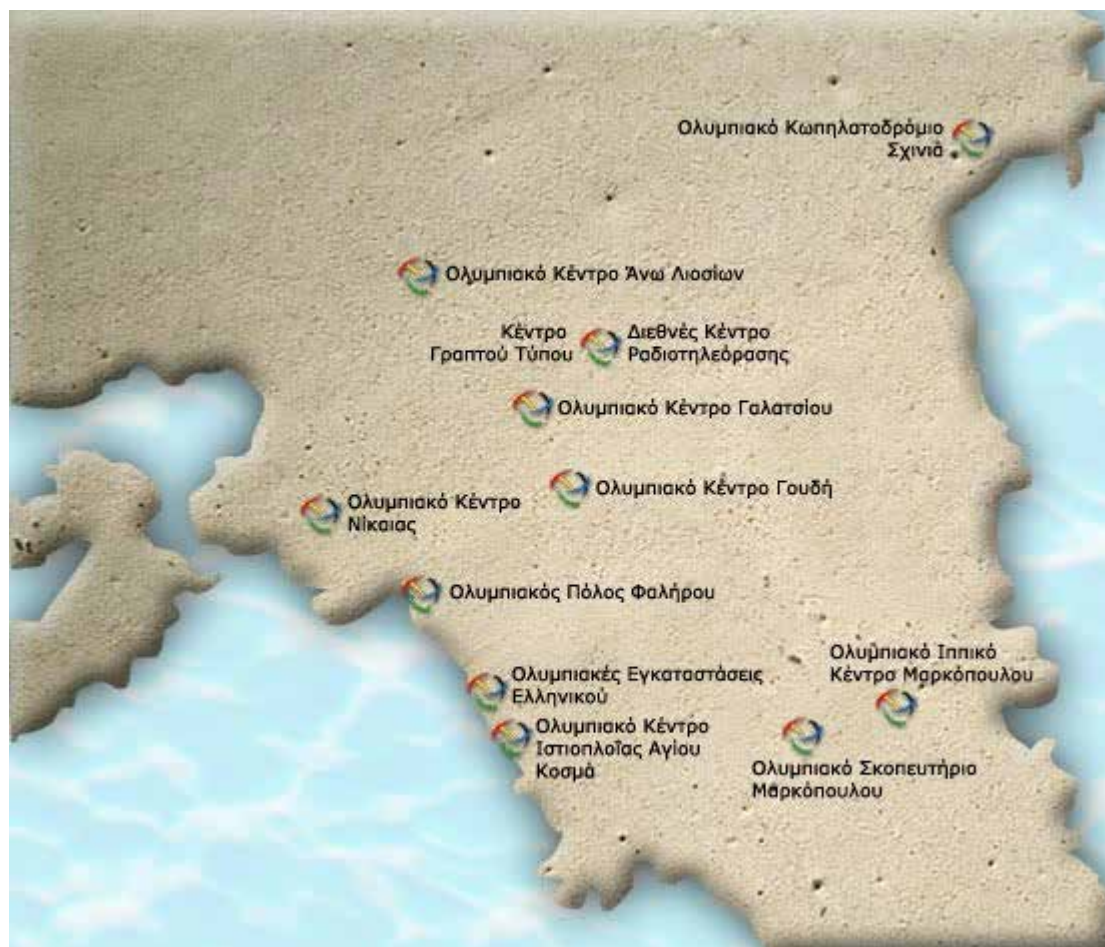 Ολυμπιακό Κωπηλατοδρόμιο
Σχινιά
Ολυμπιακό Κέντρο Άνω Λιοσίων
Κέντρο
Γραπτού Τύπου
Διεθνές Κέντρο
Ραδιοτηλεόρασης
Ολυμπιακό Κέντρο Γαλατσίου
Ολυμπιακό Κέντρο Γουδή
Ολυμπιακό Κέντρο
Νίκαιας
Ολυμπιακός Πόλος Φαλήρου
Ολυμπιακό Ιππικό
Κέντρο Μαρκόπουλου
Ολυμπιακές Εγκαταστάσεις
Ελληνικού
Ολυμπιακό Κέντρο
Ιστιοπλοΐας Αγίου
Κοσμά
Ολυμπιακό Σκοπευτήριο
Μαρκόπουλου